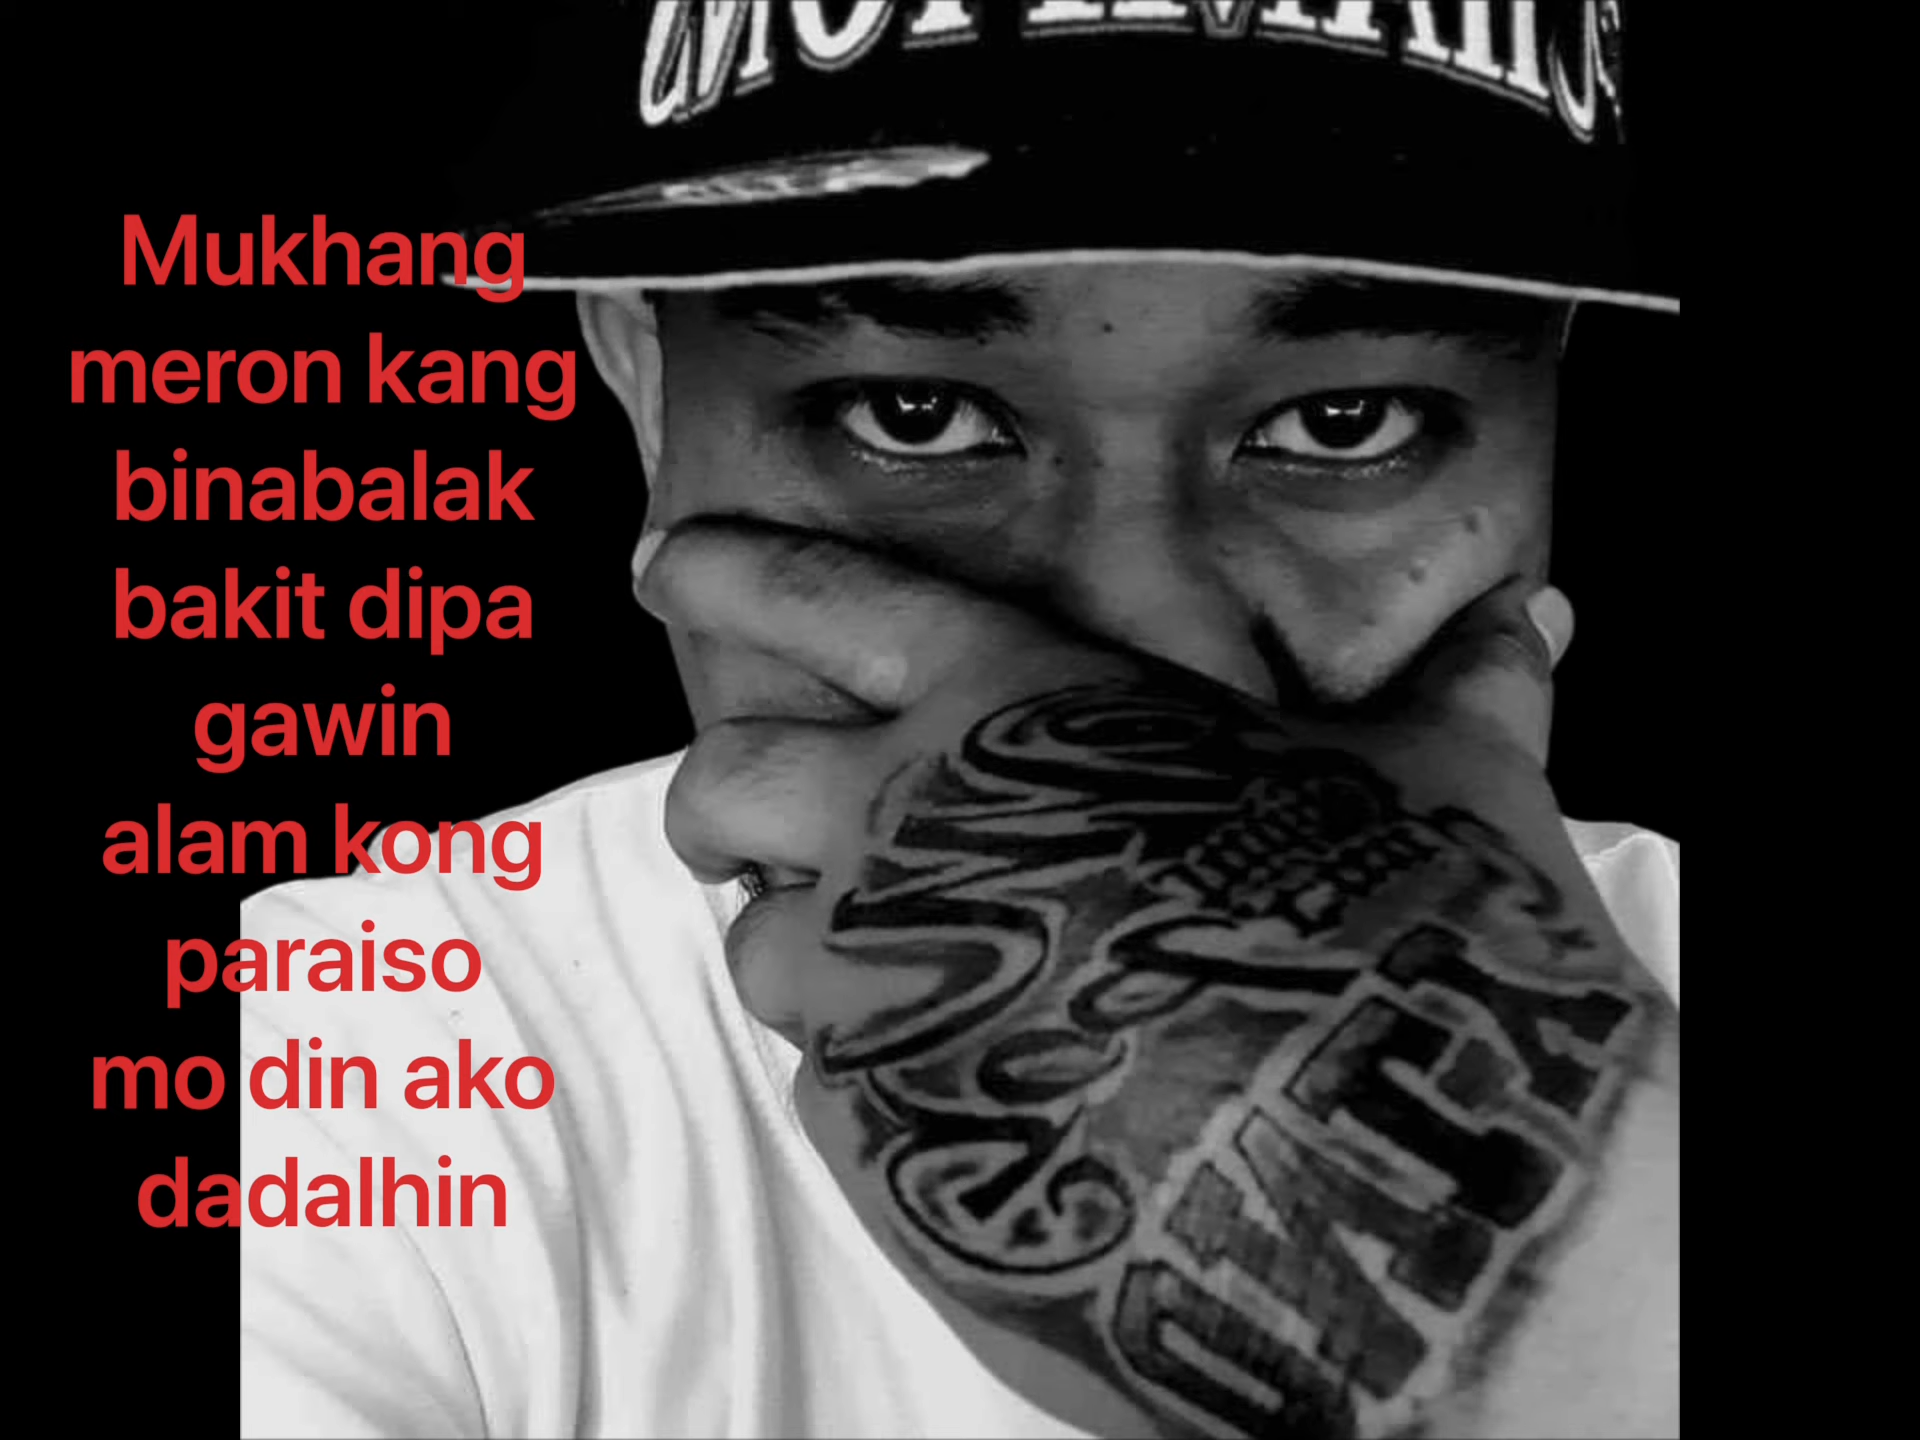 Mukhang
meron kang
binabalak
bakit dipa
gawin
alam kong
paraiso
mo din ako
dadalhin